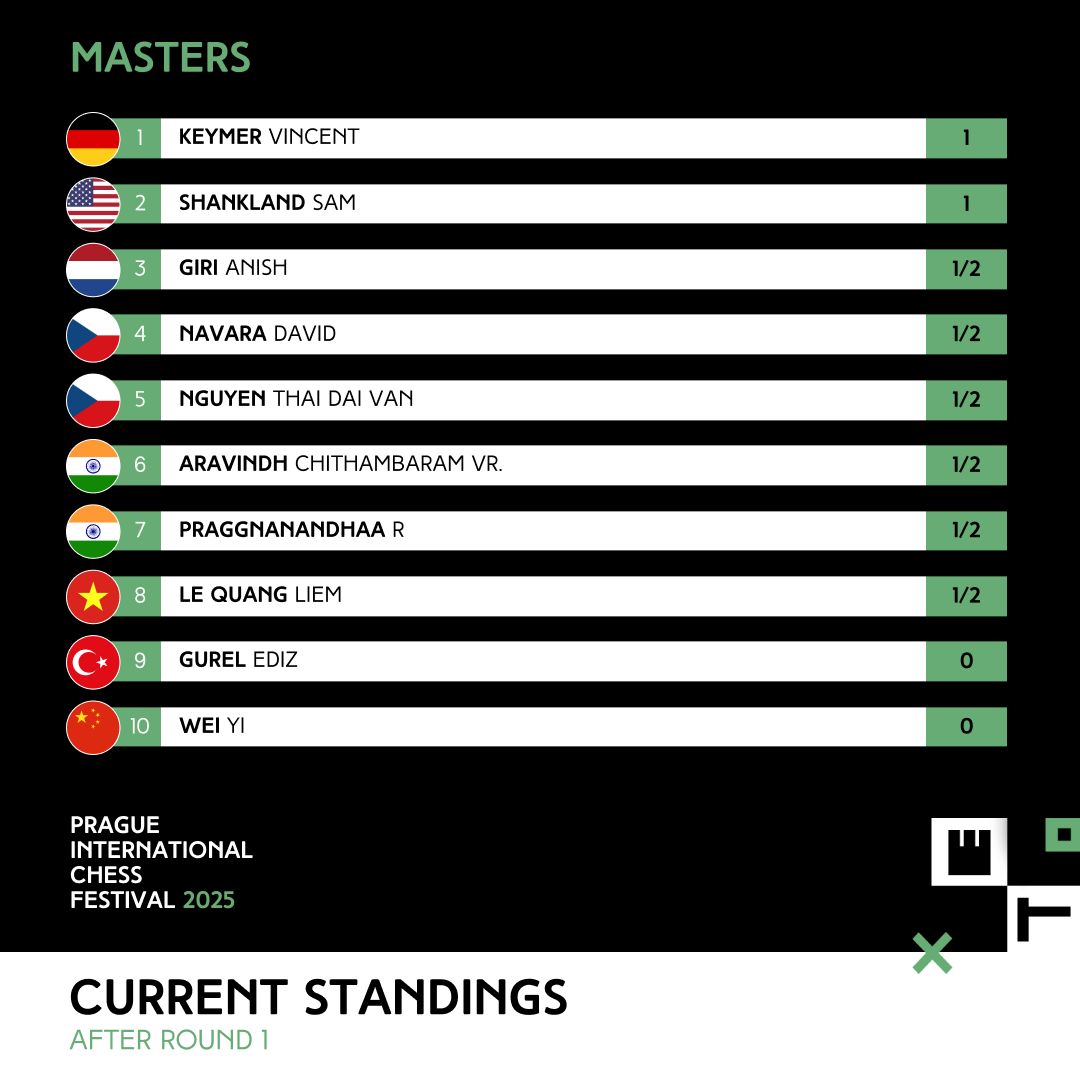 MASTERS
1 KEYMER VINCENT 1
2 SHANKLAND SAM 1
3 GIRI ANISH 1/2
4 NAVARA DAVID 1/2
5 NGUYEN THAI DAI VAN 1/2
6 ARAVINDH CHITHAMBARAM VR. 1/2
7 PRAGGNANANDHAA R 1/2
8 LE QUANG LIEM 1/2
9 GUREL EDIZ 0
10 WEI YI 0
PRAGUE
INTERNATIONAL
CHESS
FESTIVAL 2025
CURRENT STANDINGS
AFTER ROUND 1